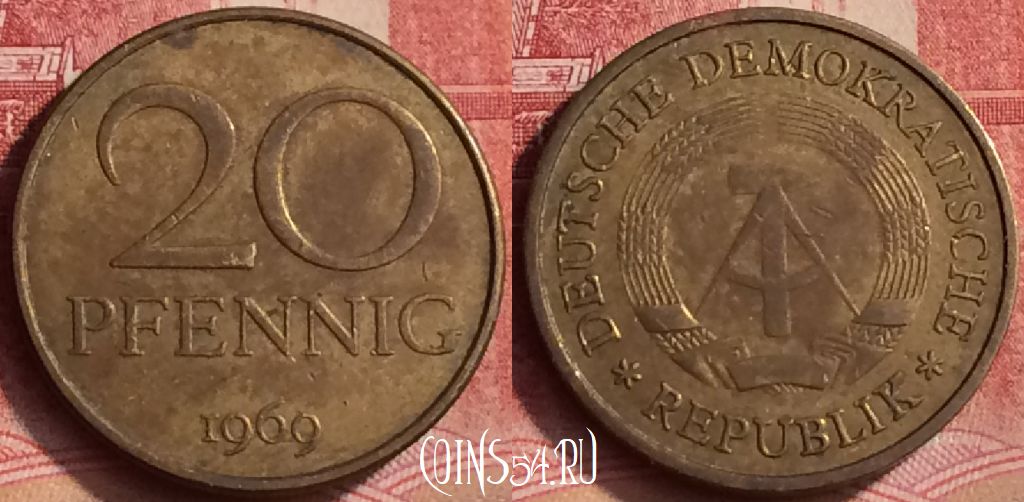 20
PFENNIG
1969
DEUTSCHE DEMOKRATISCHE
* REPUBLIK *
COINS54.RU